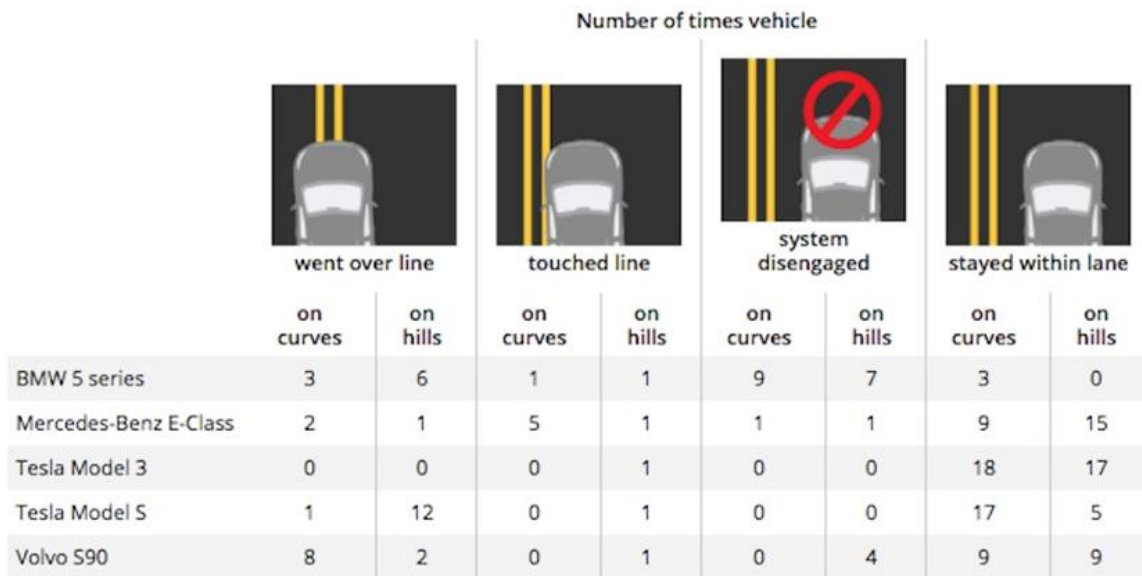 Number of times vehicle
went over line
touched line
system
disengaged
stayed within lane
on curves on hills on curves on hills on curves on hills on curves on hills
BMW 5 series 3 6 1 1 9 7 3 0
Mercedes-Benz E-Class 2 1 5 1 1 1 9 15
Tesla Model 3 0 0 0 1 0 0 18 17
Tesla Model S 1 12 0 1 0 0 17 5
Volvo S90 8 2 0 1 0 4 9 9